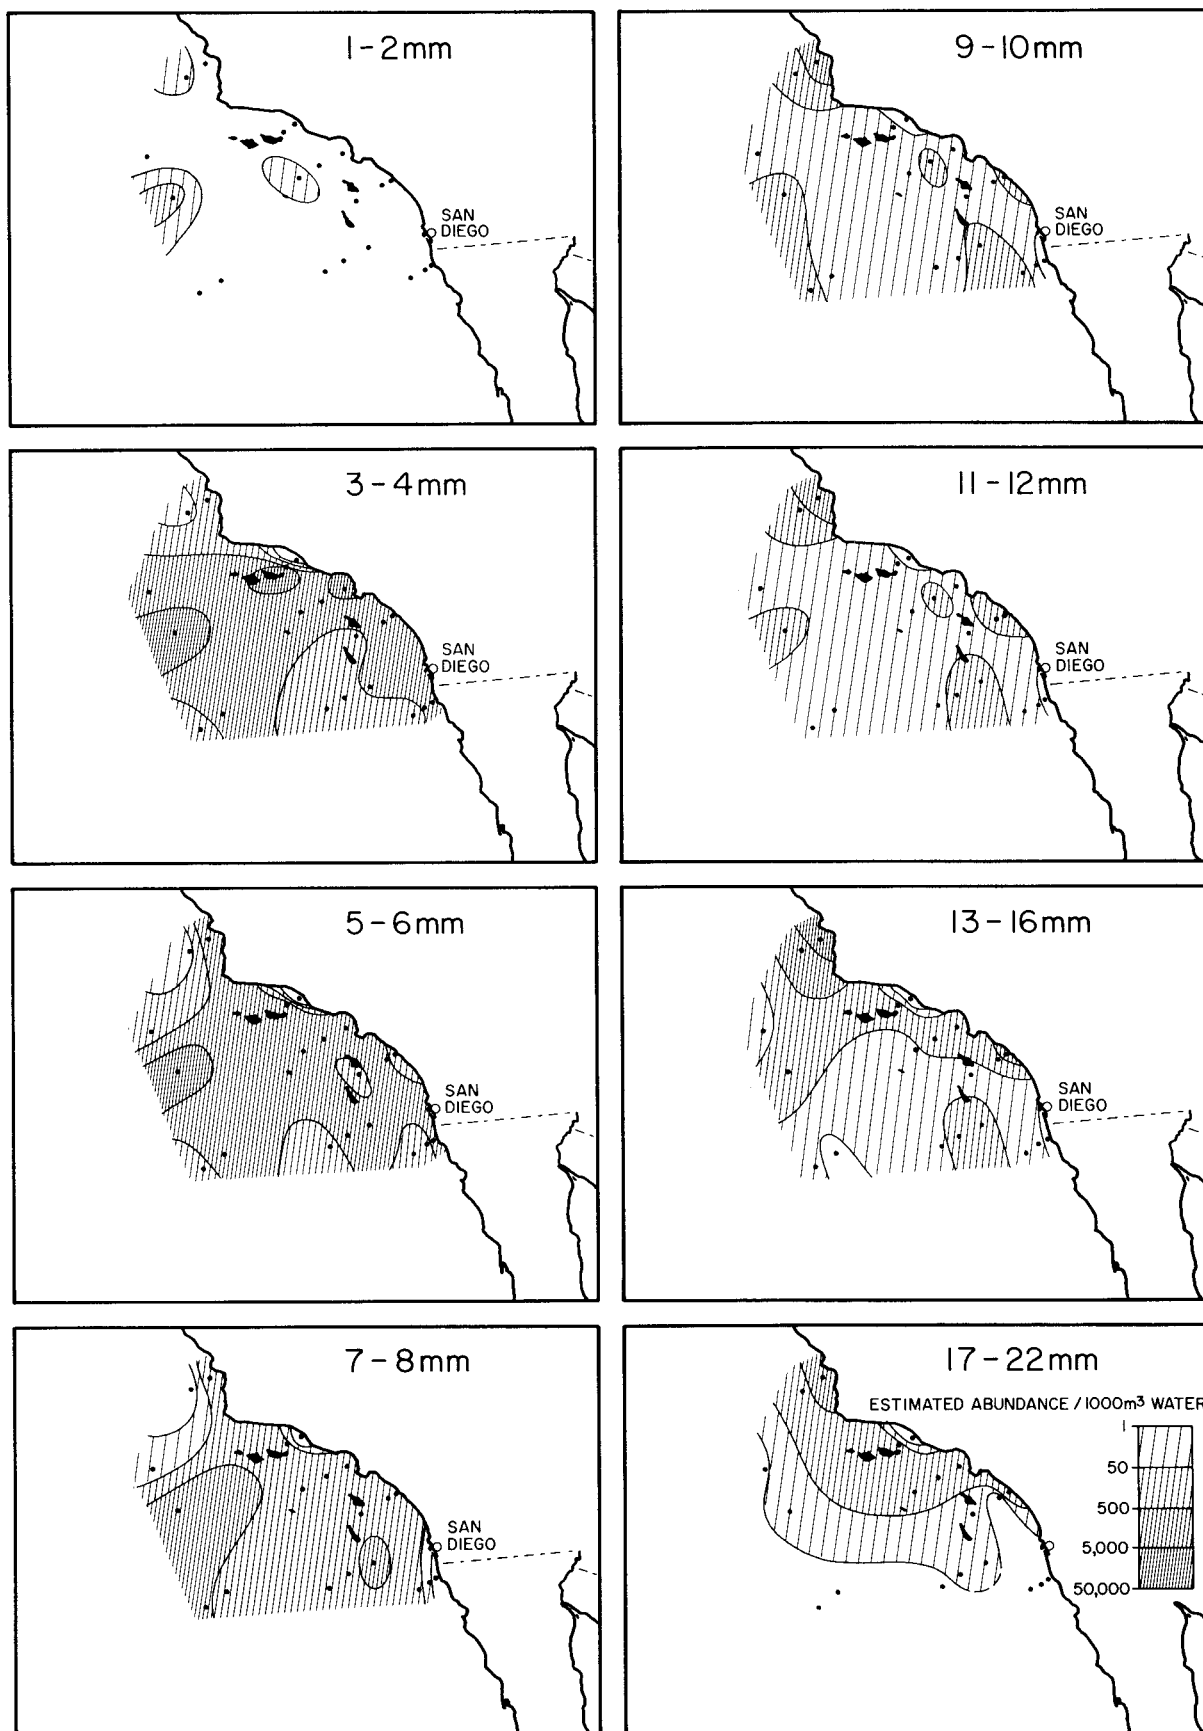 1-2mm
SAN
DIEGO
9-10mm
SAN
DIEGO
3-4mm
SAN
DIEGO
11-12mm
SAN
DIEGO
5-6mm
SAN
DIEGO
13-16mm
SAN
DIEGO
7-8mm
SAN
DIEGO
17-22mm
ESTIMATED ABUNDANCE / 1000m³ WATER
1
50
500
5,000
50,000